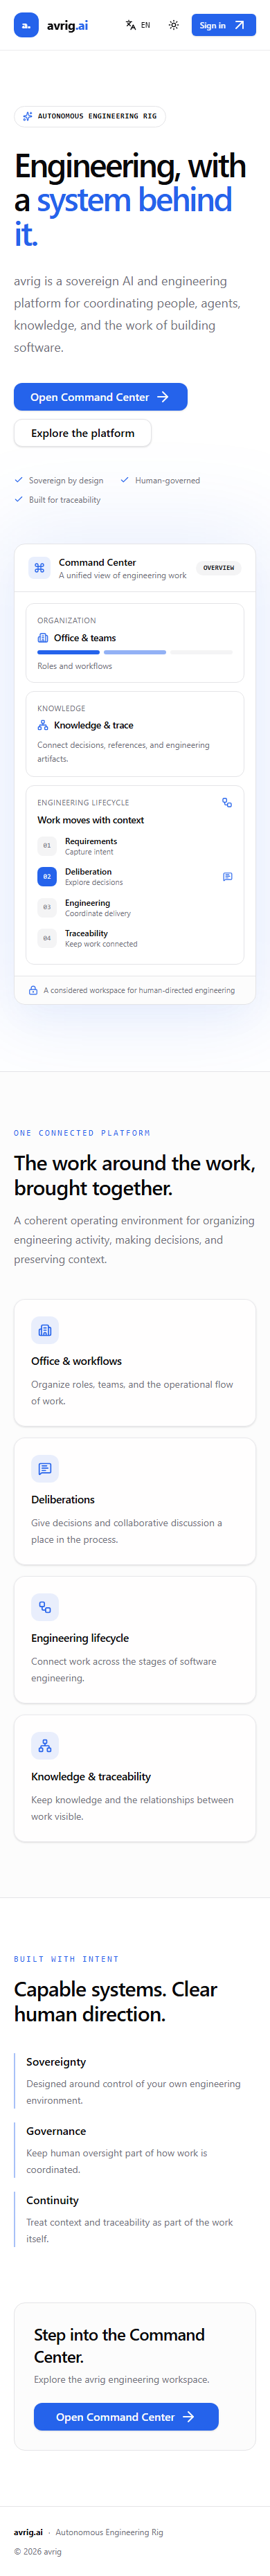 a. avrig.ai EN Sign in
AUTONOMOUS ENGINEERING RIG
Engineering, with
a system behind
it.
avrig is a sovereign AI and engineering
platform for coordinating people, agents,
knowledge, and the work of building
software.
Open Command Center
Explore the platform
Sovereign by design Human-governed
Built for traceability
Command Center
A unified view of engineering work
OVERVIEW
ORGANIZATION
Office & teams
Roles and workflows
KNOWLEDGE
Knowledge & trace
Connect decisions, references, and engineering
artifacts.
ENGINEERING LIFECYCLE
Work moves with context
01 Requirements
Capture intent
02 Deliberation
Explore decisions
03 Engineering
Coordinate delivery
04 Traceability
Keep work connected
A considered workspace for human-directed engineering
ONE CONNECTED PLATFORM
The work around the work,
brought together.
A coherent operating environment for organizing
engineering activity, making decisions, and
preserving context.
Office & workflows
Organize roles, teams, and the operational flow
of work.
Deliberations
Give decisions and collaborative discussion a
place in the process.
Engineering lifecycle
Connect work across the stages of software
engineering.
Knowledge & traceability
Keep knowledge and the relationships between
work visible.
BUILT WITH INTENT
Capable systems. Clear
human direction.
Sovereignty
Designed around control of your own engineering
environment.
Governance
Keep human oversight part of how work is
coordinated.
Continuity
Treat context and traceability as part of the work
itself.
Step into the Command
Center.
Explore the avrig engineering workspace.
Open Command Center
avrig.ai · Autonomous Engineering Rig
© 2026 avrig